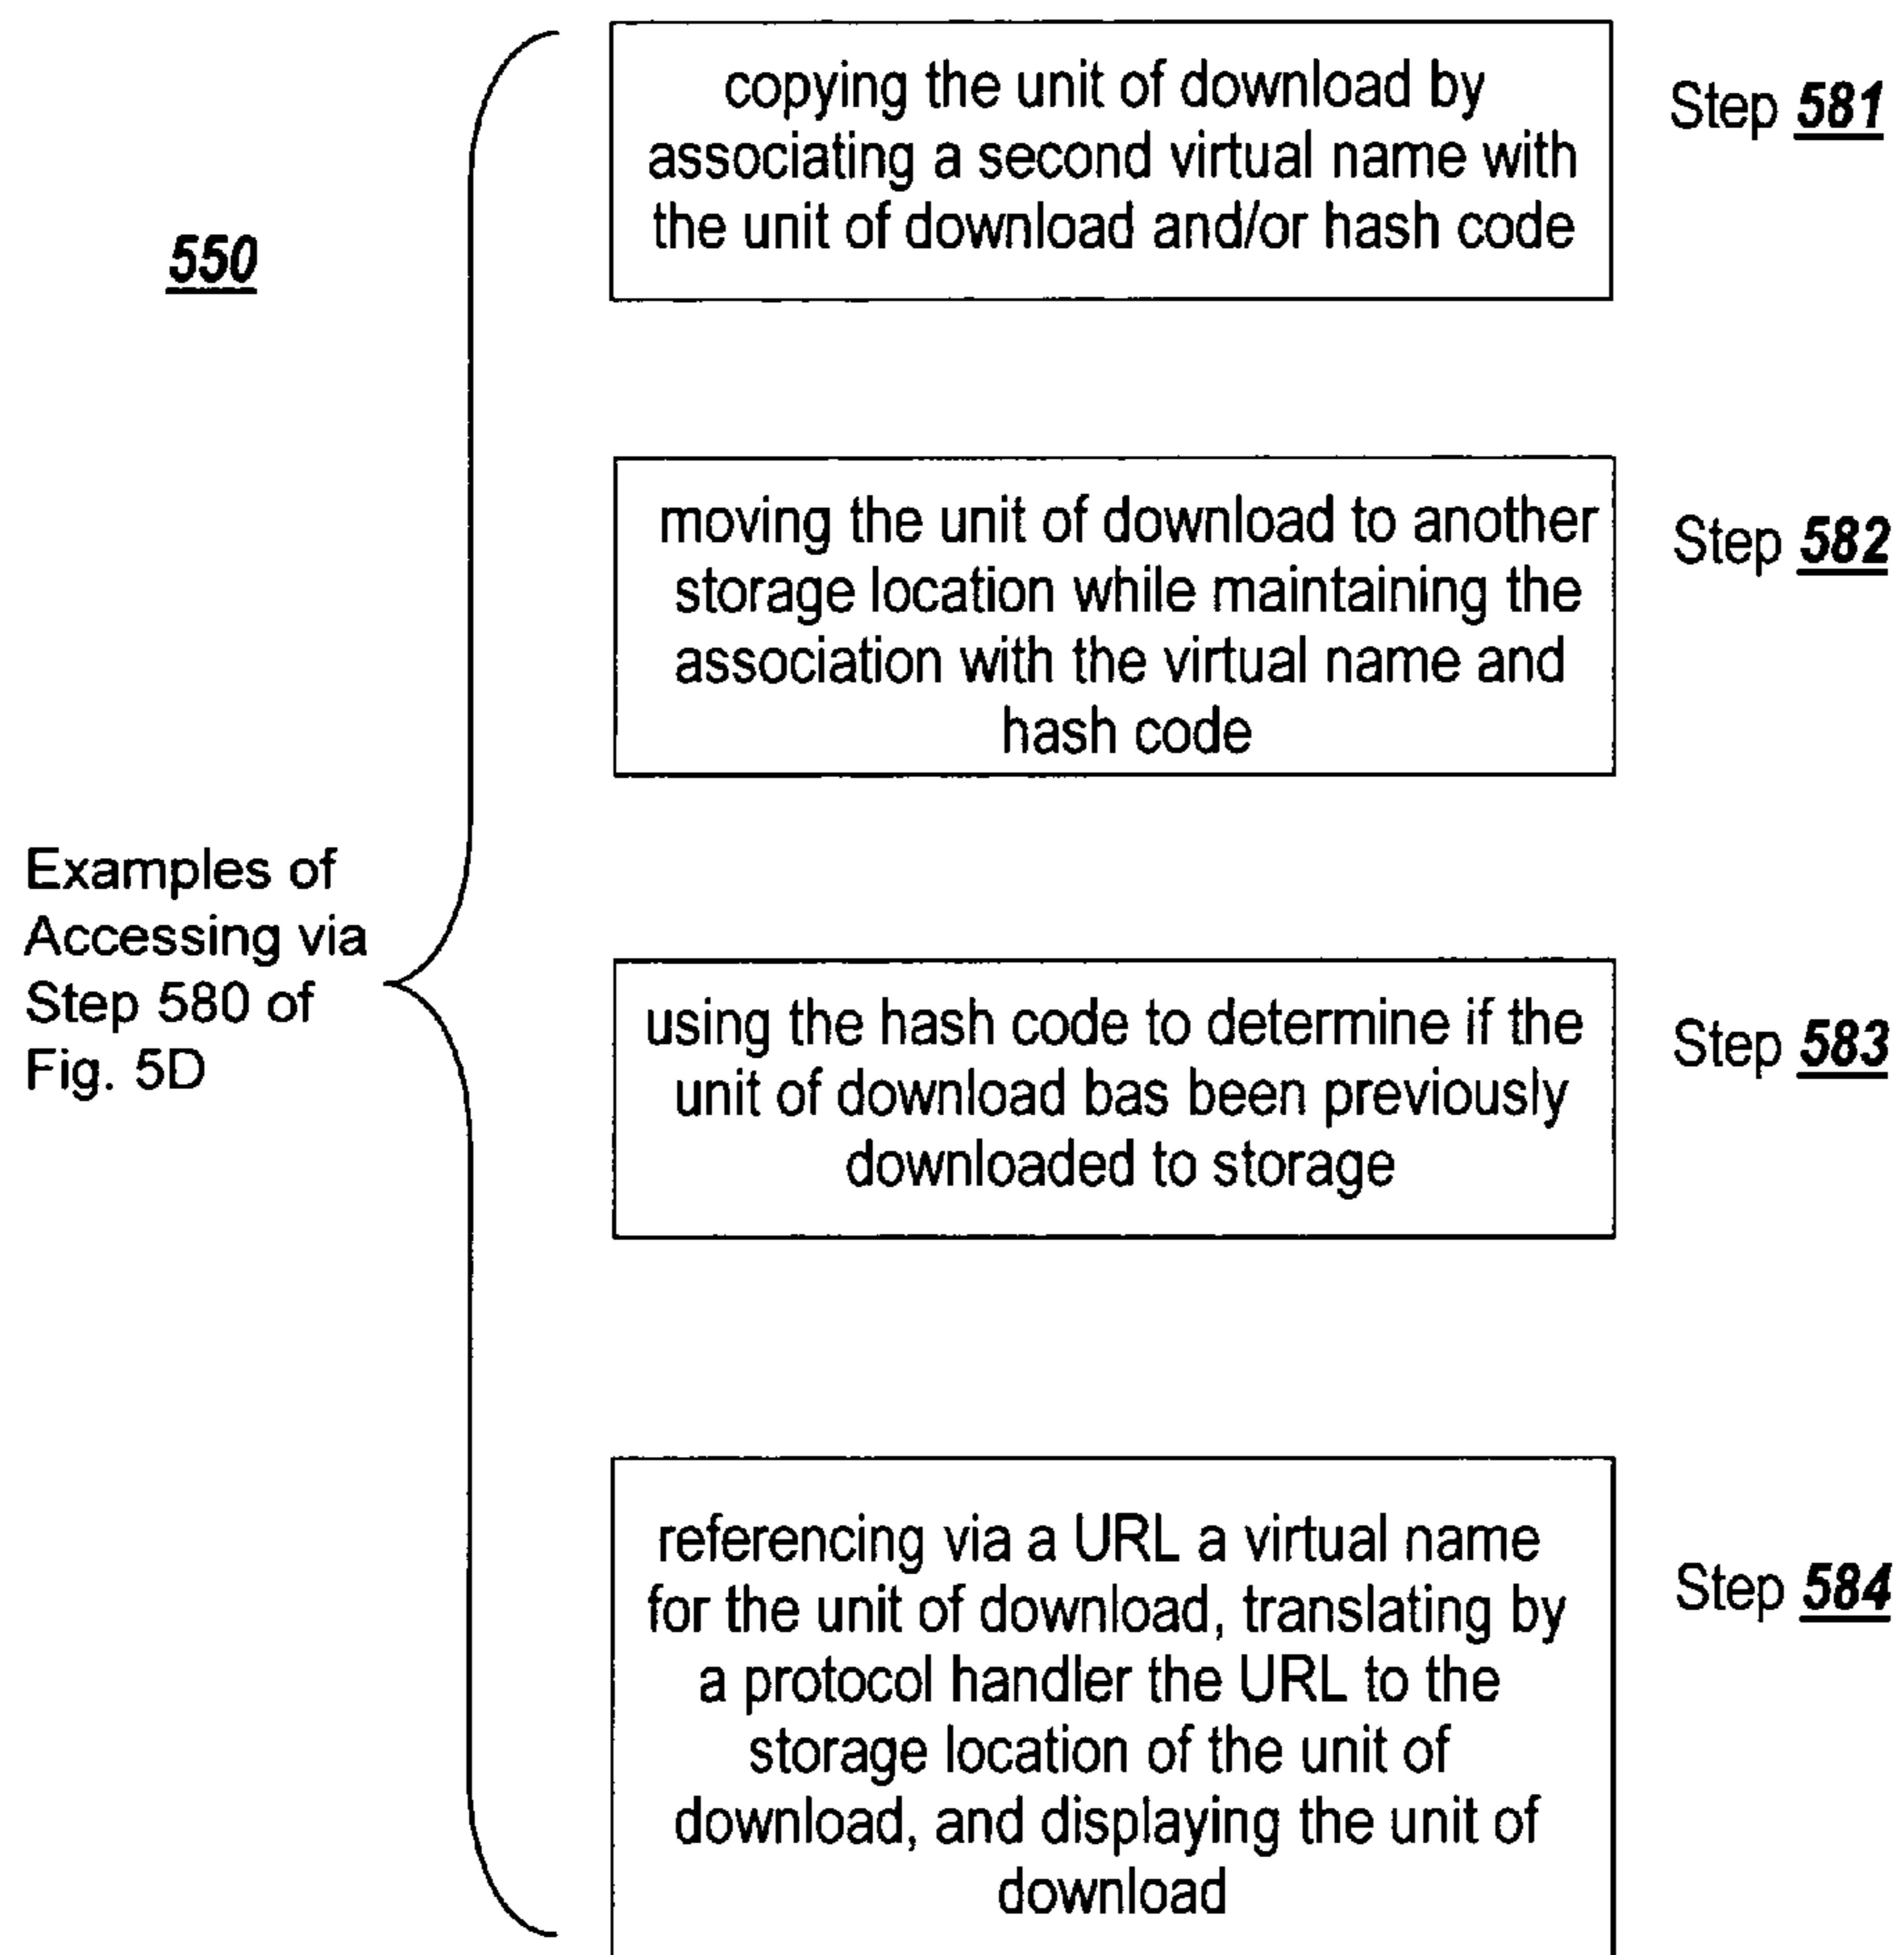 copying the unit of download by
associating a second virtual name with
the unit of download and/or hash code
Step 581
550
moving the unit of download to another
storage location while maintaining the
association with the virtual name and
hash code
Step 582
Examples of
Accessing via
Step 580 of
Fig. 5D
using the hash code to determine if the
unit of download bas been previously
downloaded to storage
Step 583
referencing via a URL a virtual name
for the unit of download, translating by
a protocol handler the URL to the
storage location of the unit of
download, and displaying the unit of
download
Step 584